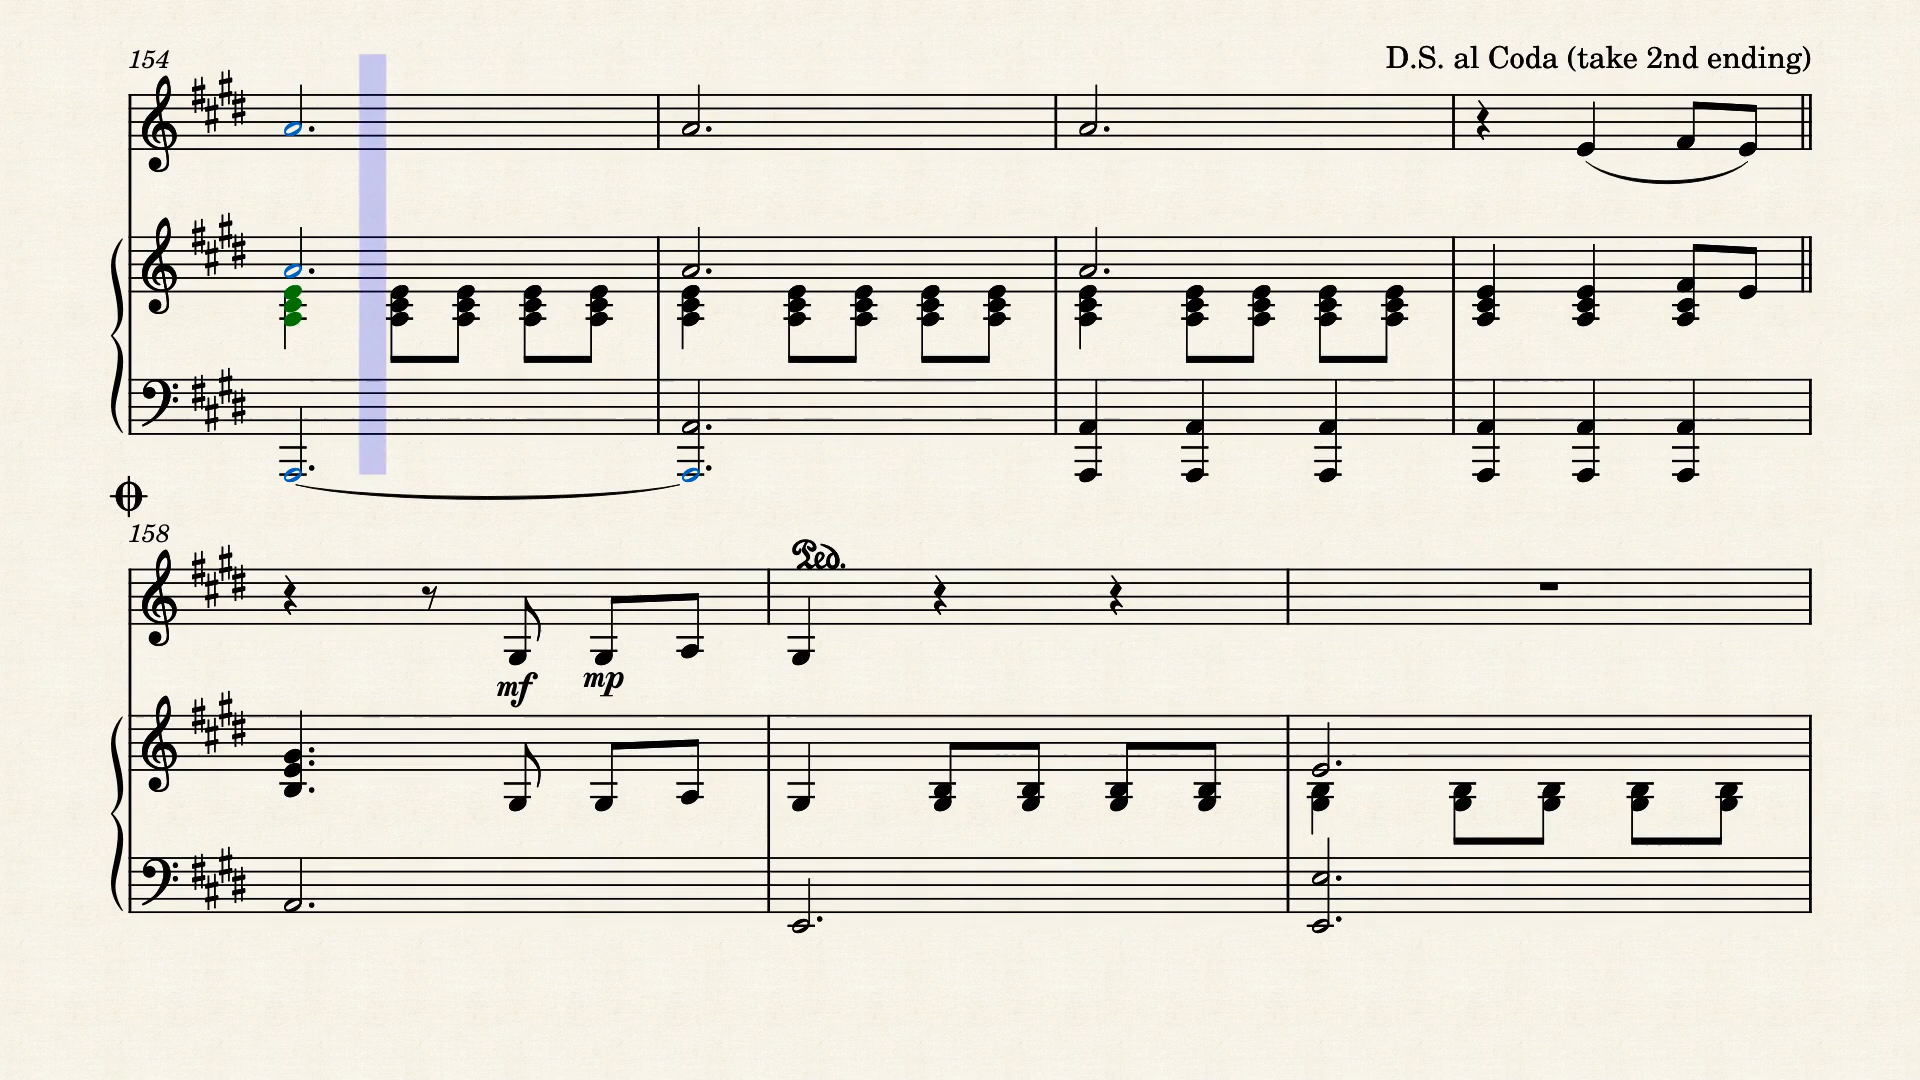 154
D.S. al Coda (take 2nd ending)
158
Ped.
mf
mp